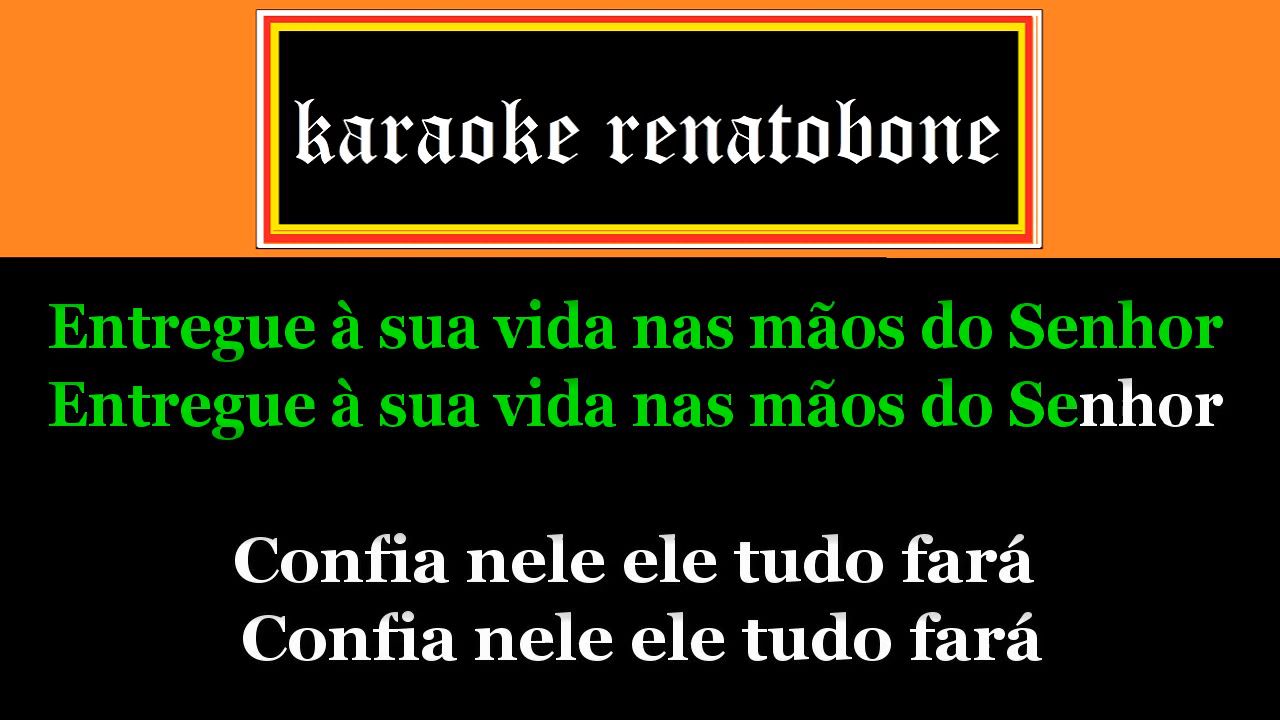 karaoke renatobone
Entregue à sua vida nas mãos do Senhor
Entregue à sua vida nas mãos do Senhor
Confia nele ele tudo fará
Confia nele ele tudo fará